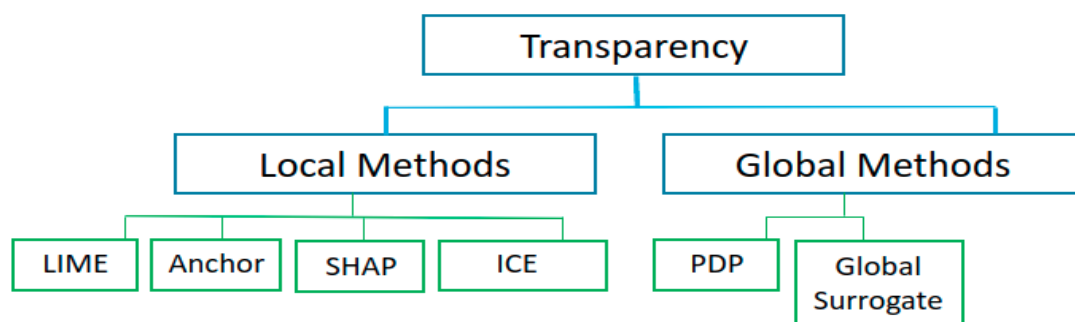 Transparency
Local Methods
Global Methods
LIME
Anchor
SHAP
ICE
PDP
Global
Surrogate